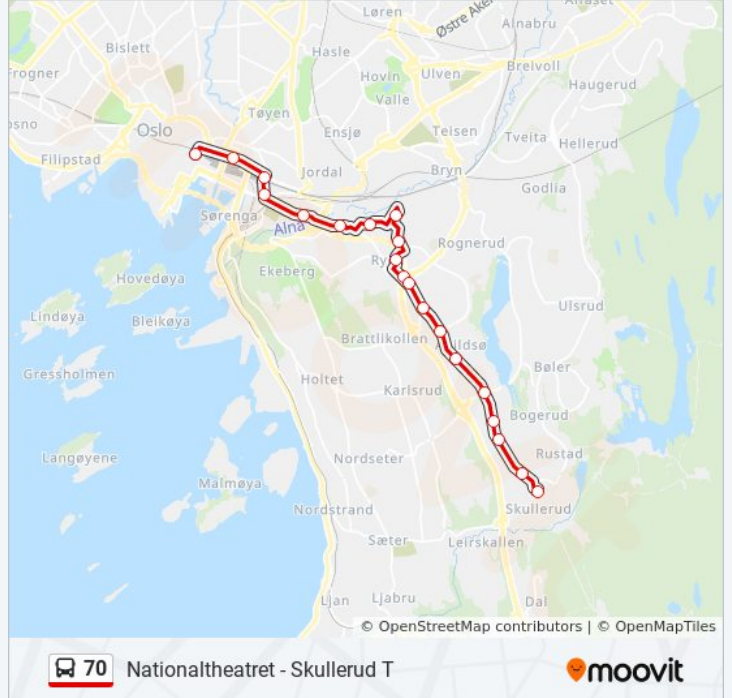 Løren
Alnabru
Alfaset
Østre Aker
Bislett
Hasle
Frogner
Hovin
Ulven
Brelvoll
Haugerud
Valle
Tøyen
Oslo
Ensjø
Teisen
Tveita
Hellerud
Filipstad
Jordal
Bryn
Godlia
Sørenga
Alna
Rognerud
Ekeberg
Hovedøya
Ulsrud
Lindøya
Bleikøya
Brattlikollen
Gressholmen
Bøler
Holtet
Karlsrud
Bogerud
Langøyene
Nordseter
Rustad
Malmøya
Nordstrand
Skullerud
Sæter
Leirskallen
Ljan
Ljabru
Dal
© OpenStreetMap contributors | © OpenMapTiles
70 Nationaltheatret - Skullerud T
moovit